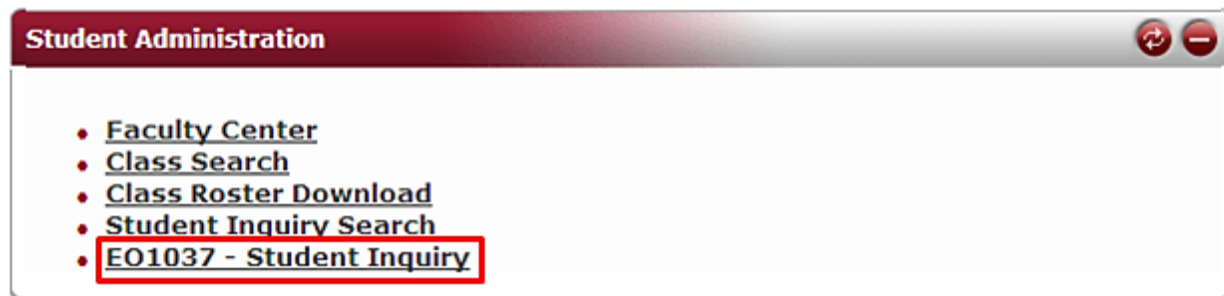 Student Administration
Faculty Center
Class Search
Class Roster Download
Student Inquiry Search
EO1037 - Student Inquiry